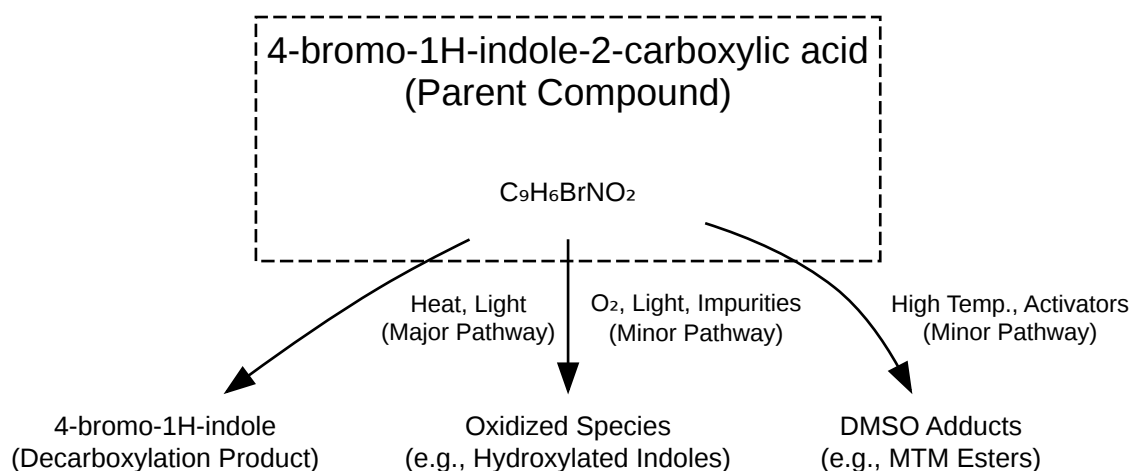 4-bromo-1H-indole-2-carboxylic acid
(Parent Compound)
C₉H₆BrNO₂
Heat, Light
(Major Pathway)
O₂, Light, Impurities
(Minor Pathway)
High Temp., Activators
(Minor Pathway)
4-bromo-1H-indole
(Decarboxylation Product)
Oxidized Species
(e.g., Hydroxylated Indoles)
DMSO Adducts
(e.g., MTM Esters)